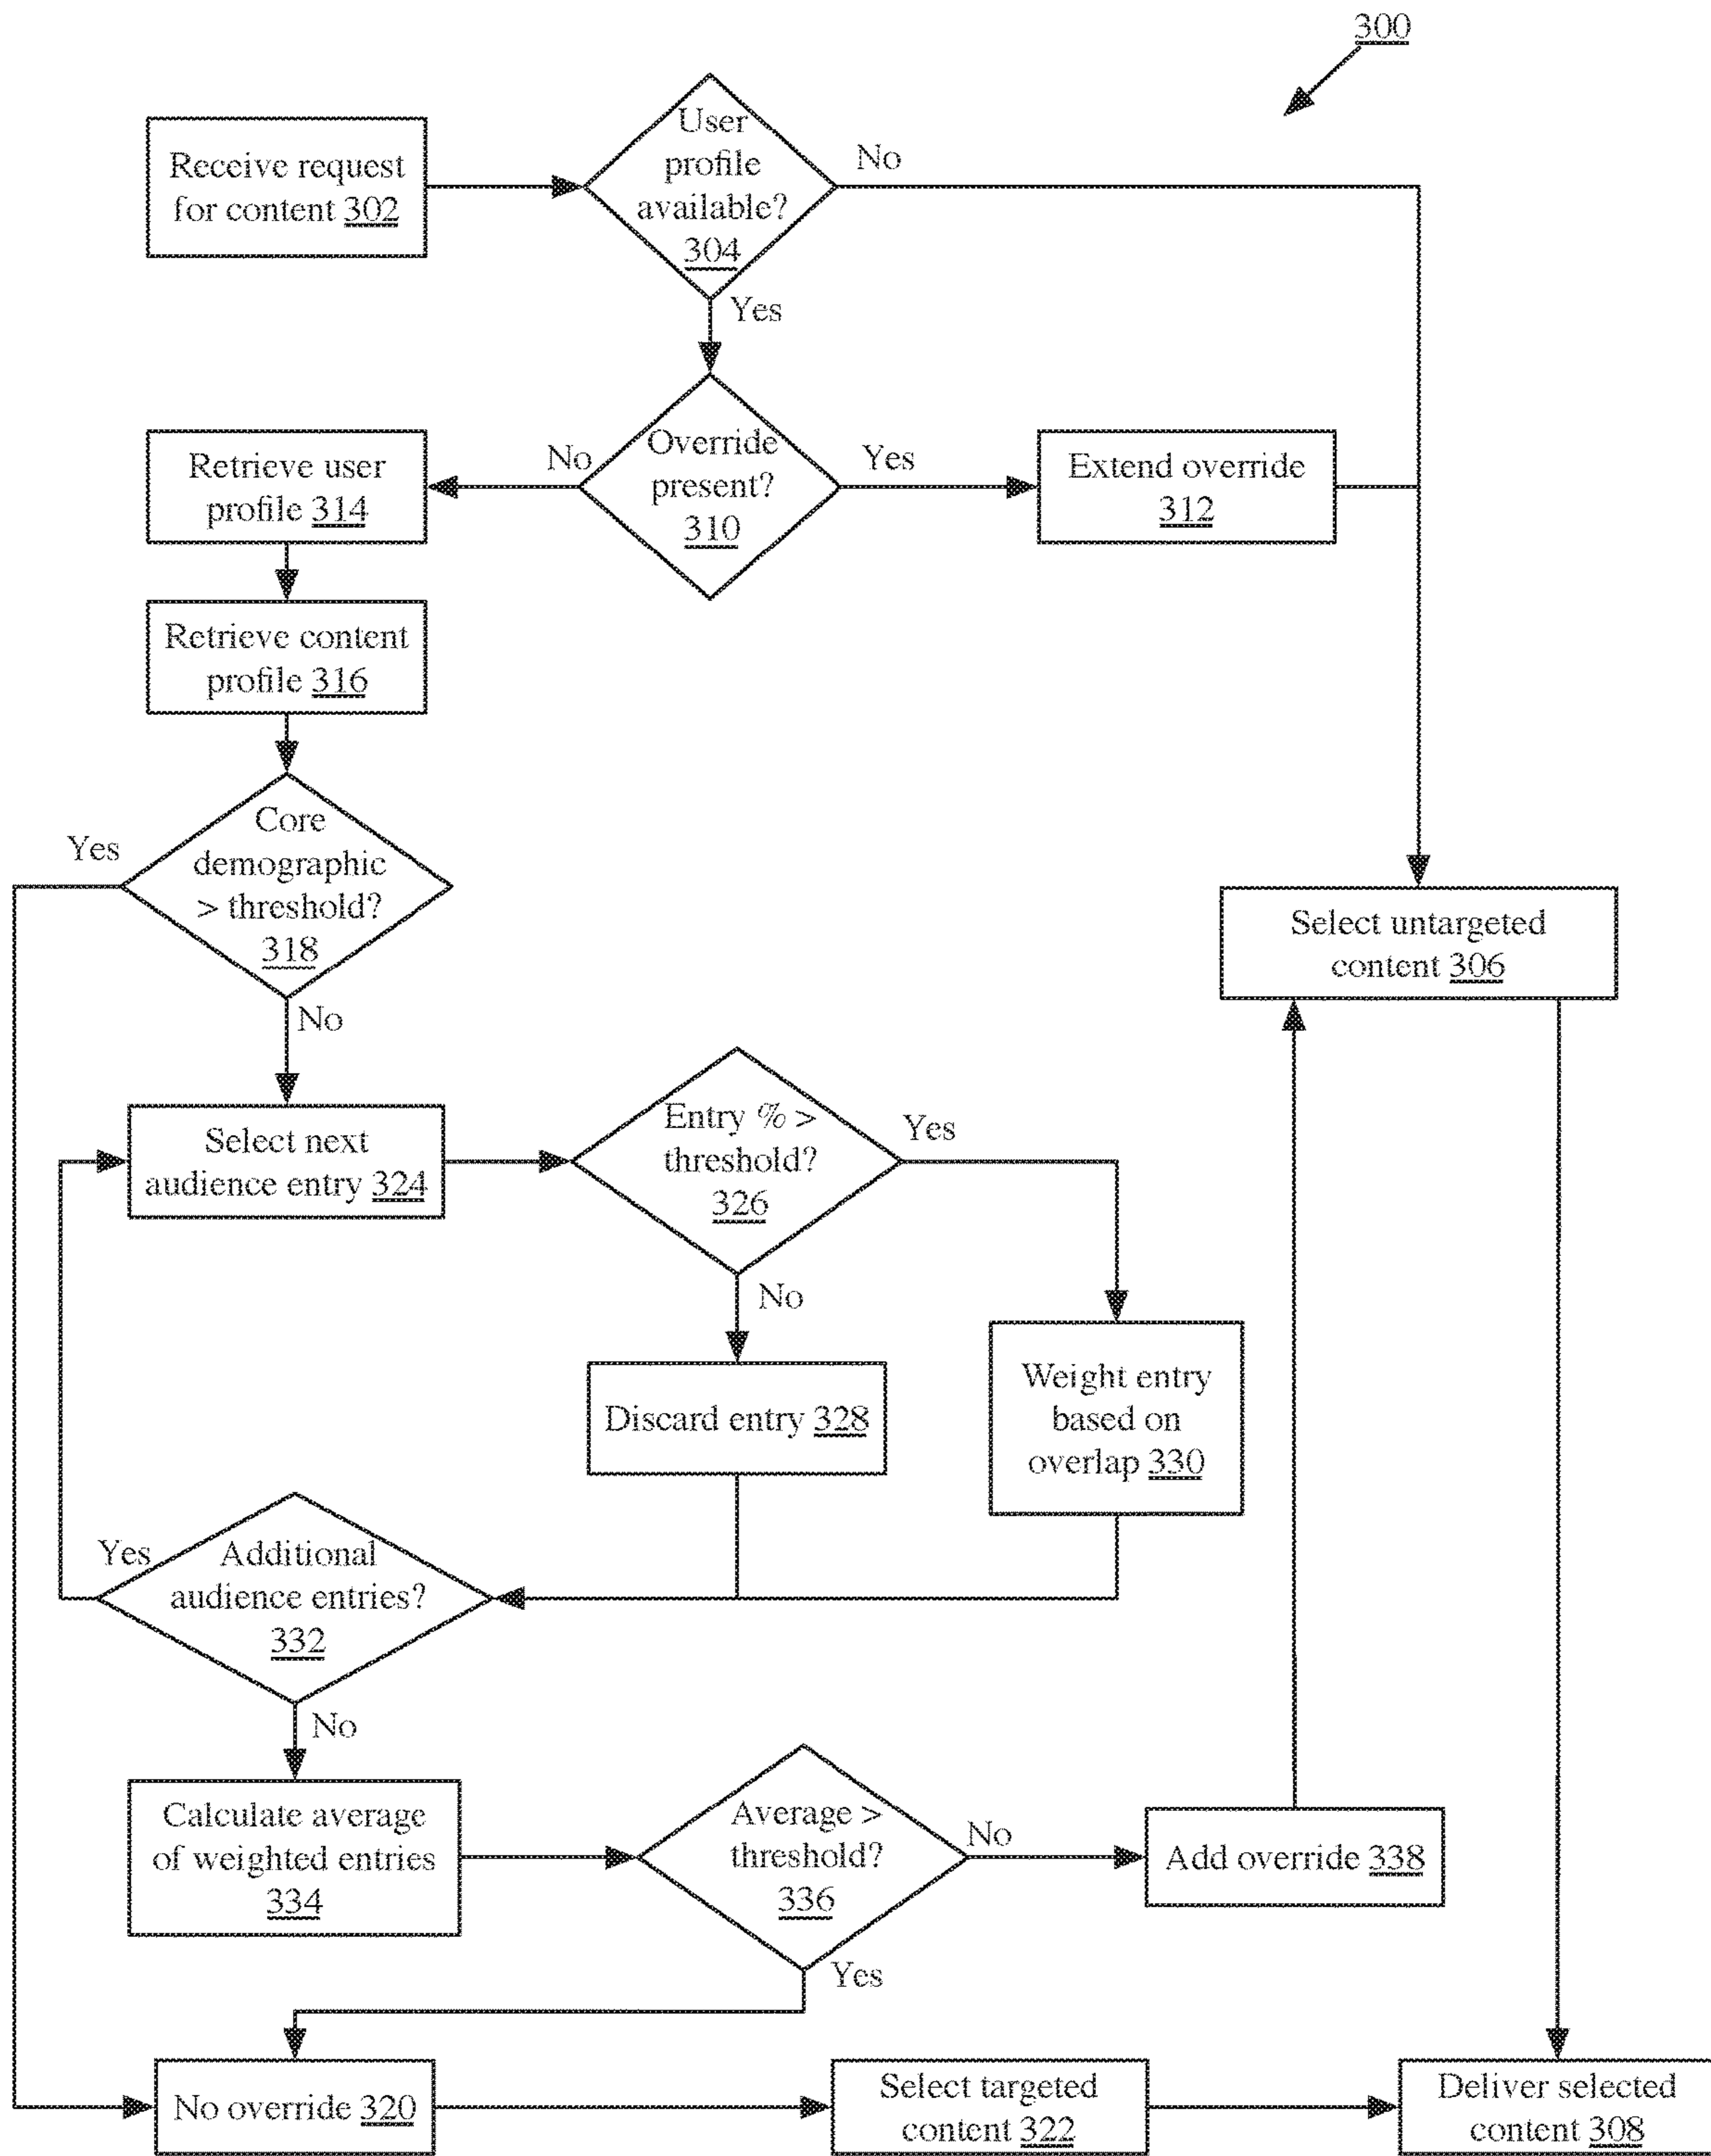 300
Receive request
for content 302
User
profile
available?
304
No
Yes
Retrieve user
profile 314
No
Override
present?
310
Yes
Extend override
312
Retrieve content
profile 316
Yes
Core
demographic
> threshold?
318
No
Select untargeted
content 306
Select next
audience entry 324
Entry % >
threshold?
326
Yes
No
Discard entry 328
Weight entry
based on
overlap 330
Yes
Additional
audience entries?
332
No
Calculate average
of weighted entries
334
Average >
threshold?
336
No
Add override 338
Yes
No override 320
Select targeted
content 322
Deliver selected
content 308